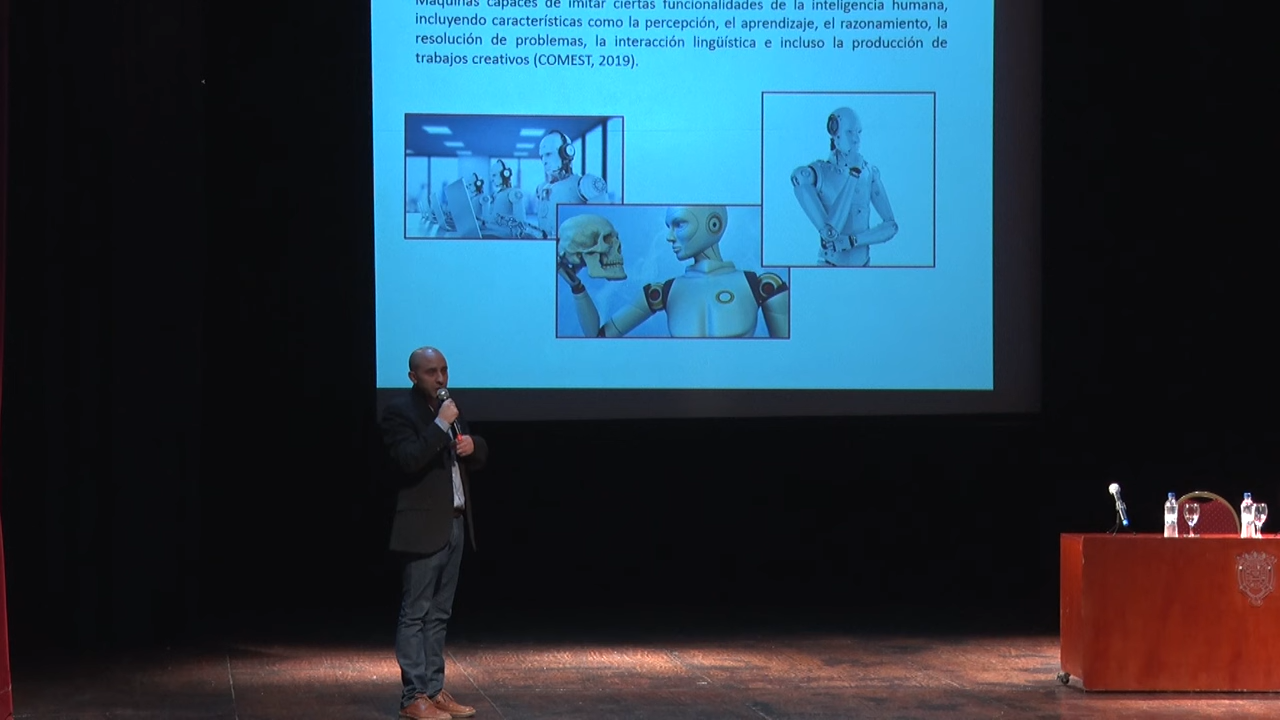 Máquinas capaces de imitar ciertas funcionalidades de la inteligencia humana,
incluyendo características como la percepción, el aprendizaje, el razonamiento, la
resolución de problemas, la interacción lingüística e incluso la producción de
trabajos creativos (COMEST, 2019).